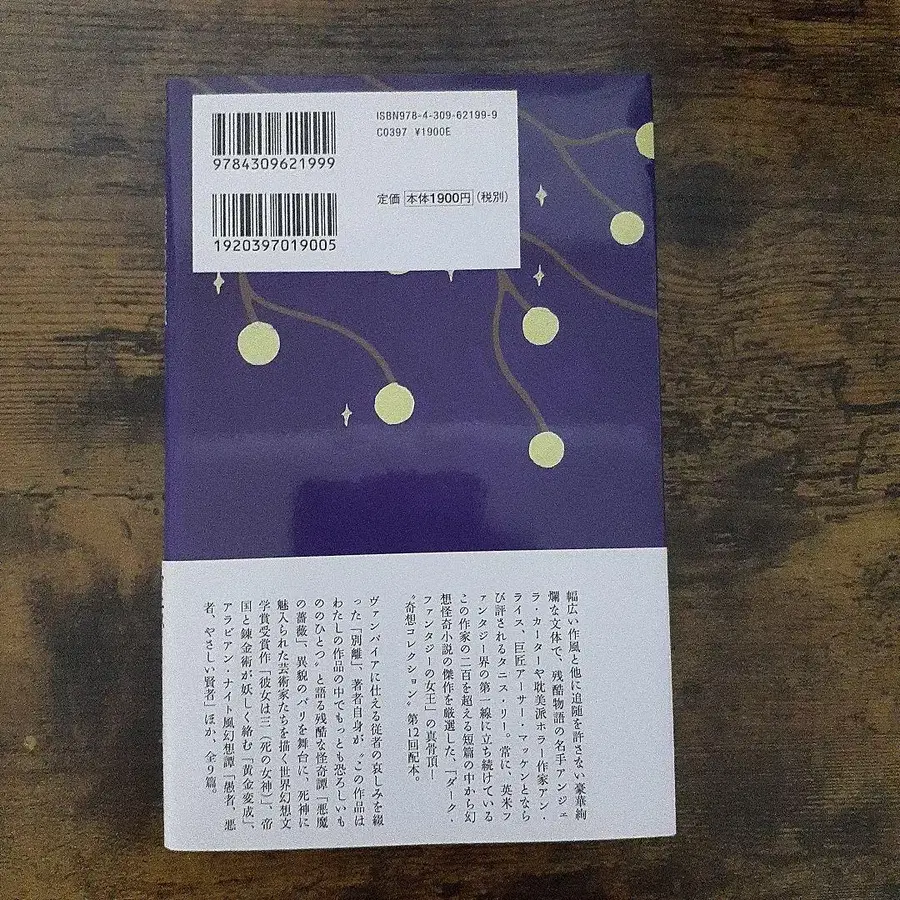 ISBN978-4-309-62199-9
C0397 ¥1900E
9784309621999
定価 本体1900円(税別)
1920397019005
幅広い作風と他に追随を許さない豪華絢
爛な文体で、残酷物語の名手アンジェ
ラ・カーターや耽美派ホラー作家アン・
ライス、巨匠アーサー・マッケンとなら
び評されるタニス・リー。常に、英米フ
ァンタジー界の第一線に立ち続けている
この作家の二百を超える短篇の中から幻
想怪奇小説の傑作を厳選した、「ダーク・
ファンタジーの女王」の真骨頂―
〝奇想コレクション〟第12回配本。
ヴァンパイアに仕える従者の哀しみを綴
った「別離」、著者自身が〝この作品は
わたしの作品の中でもっとも恐ろしいも
ののひとつ〟と語る残酷な怪奇譚「悪魔
の薔薇」、異貌のパリを舞台に、死神に
魅入られた芸術家たちを描く世界幻想文
学賞受賞作「彼女は三(死の女神)」、帝
国と錬金術が妖しく絡む「黄金変成」、
アラビアン・ナイト風幻想譚「愚者、悪
者、やさしい賢者」ほか、全9篇。